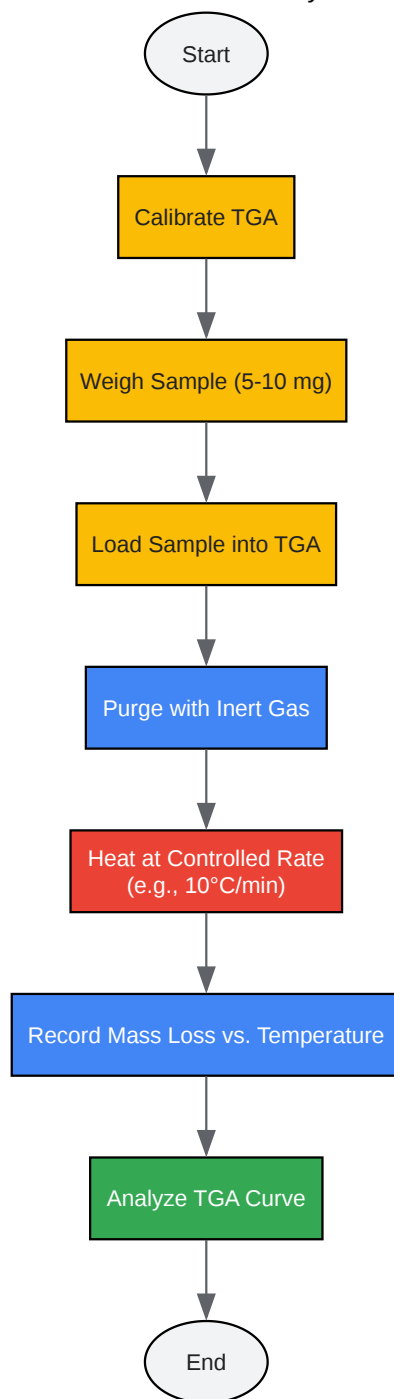 Start
Calibrate TGA
Weigh Sample (5-10 mg)
Load Sample into TGA
Purge with Inert Gas
Heat at Controlled Rate
(e.g., 10°C/min)
Record Mass Loss vs. Temperature
Analyze TGA Curve
End